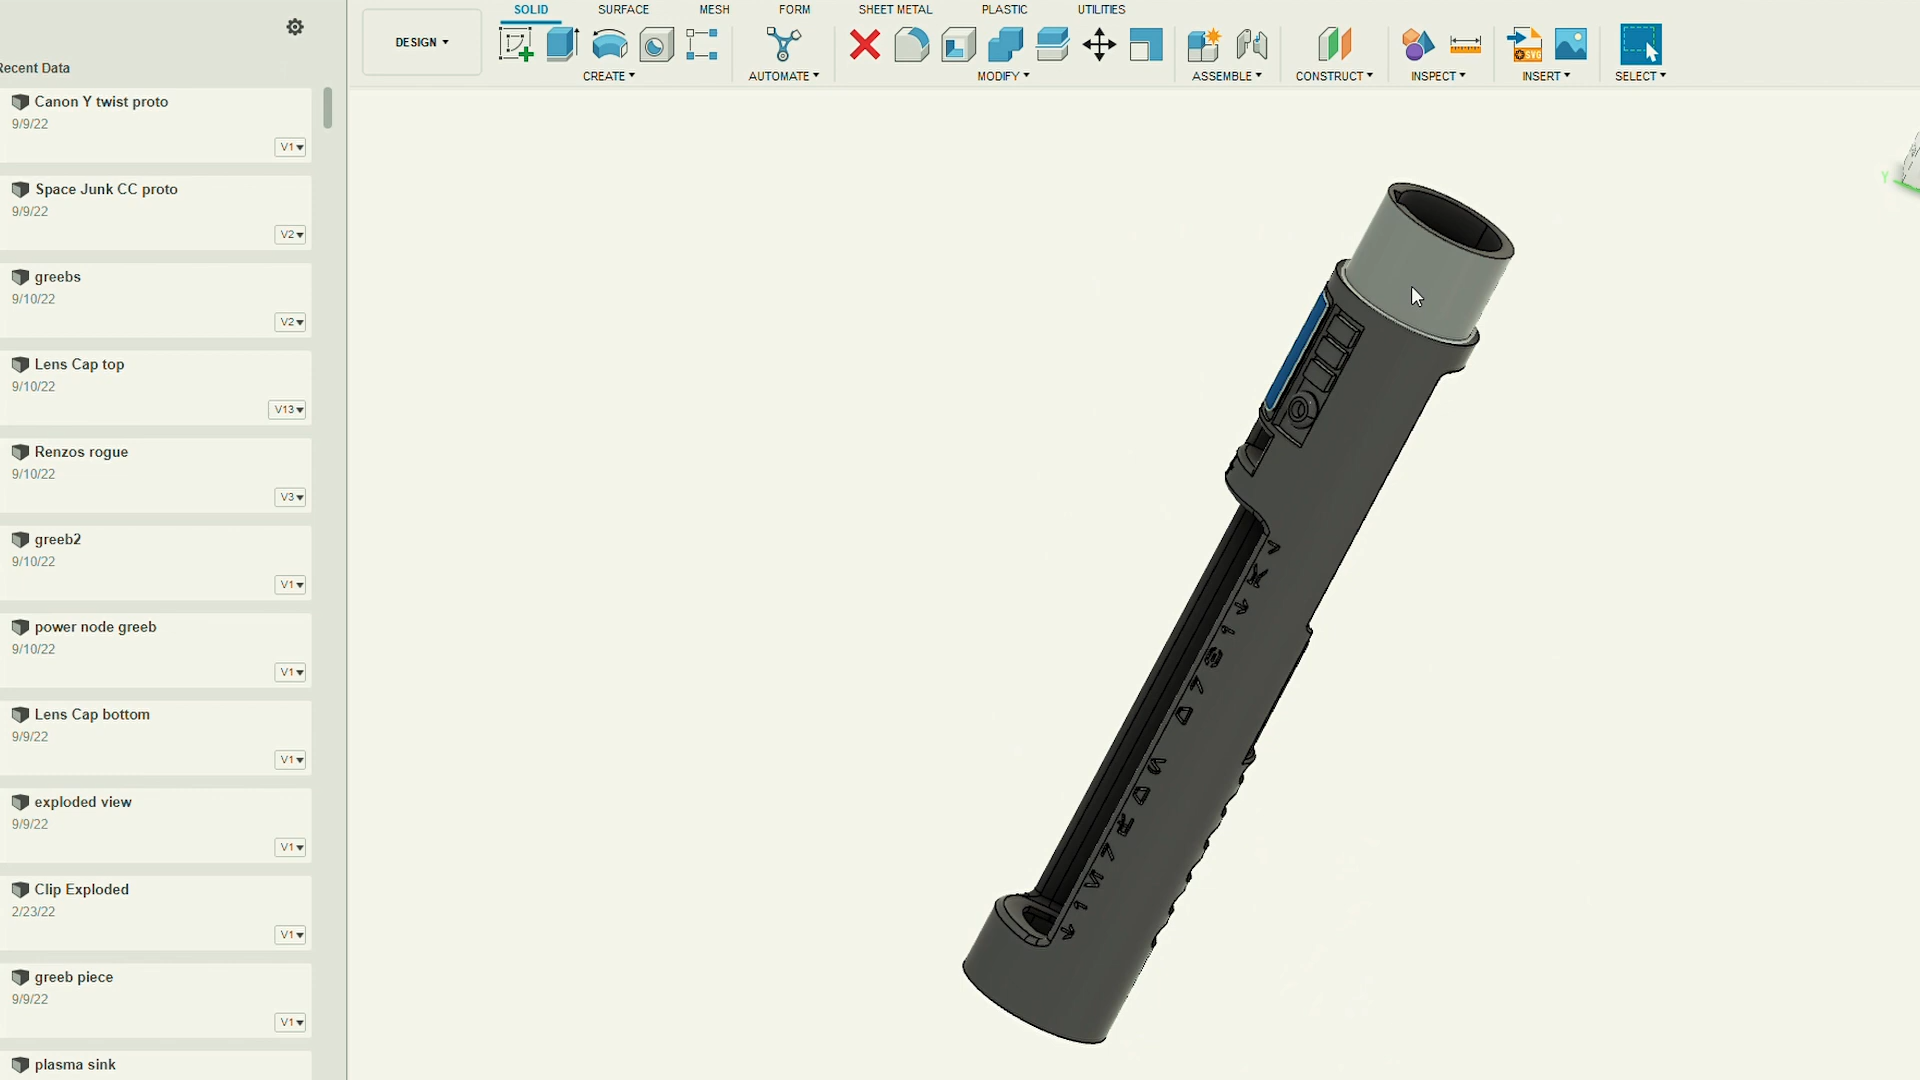 SOLID SURFACE MESH FORM SHEET METAL PLASTIC UTILITIES
DESIGN
CREATE AUTOMATE MODIFY ASSEMBLE CONSTRUCT INSPECT INSERT SELECT
SVG
Recent Data
Canon Y twist proto
9/9/22
V1
Space Junk CC proto
9/9/22
V2
greebs
9/10/22
V2
Lens Cap top
9/10/22
V13
Renzos rogue
9/10/22
V3
greeb2
9/10/22
V1
power node greeb
9/10/22
V1
Lens Cap bottom
9/9/22
V1
exploded view
9/9/22
V1
Clip Exploded
2/23/22
V1
greeb piece
9/9/22
V1
plasma sink
Y